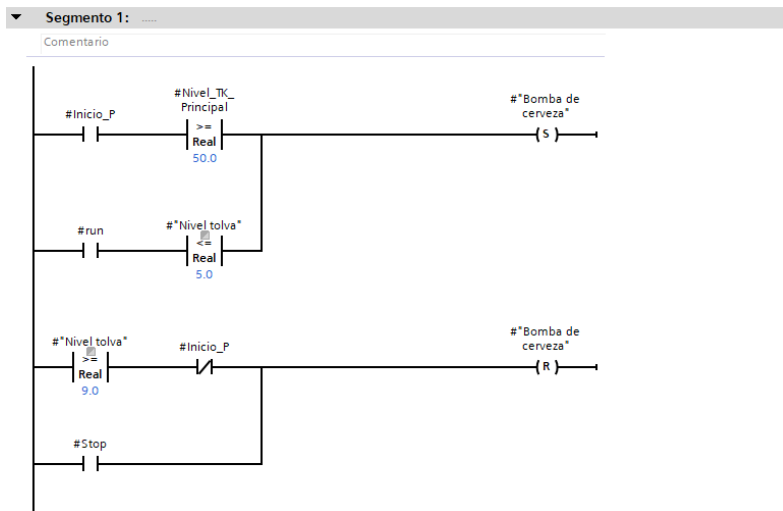 Segmento 1: .....
Comentario
#Nivel_TK_
Principal
#Inicio_P
>=
Real
50.0
#"Bomba de
cerveza"
S
#run
#"Nivel tolva"
<=
Real
5.0
#"Nivel tolva"
>=
Real
9.0
#Inicio_P
#"Bomba de
cerveza"
R
#Stop